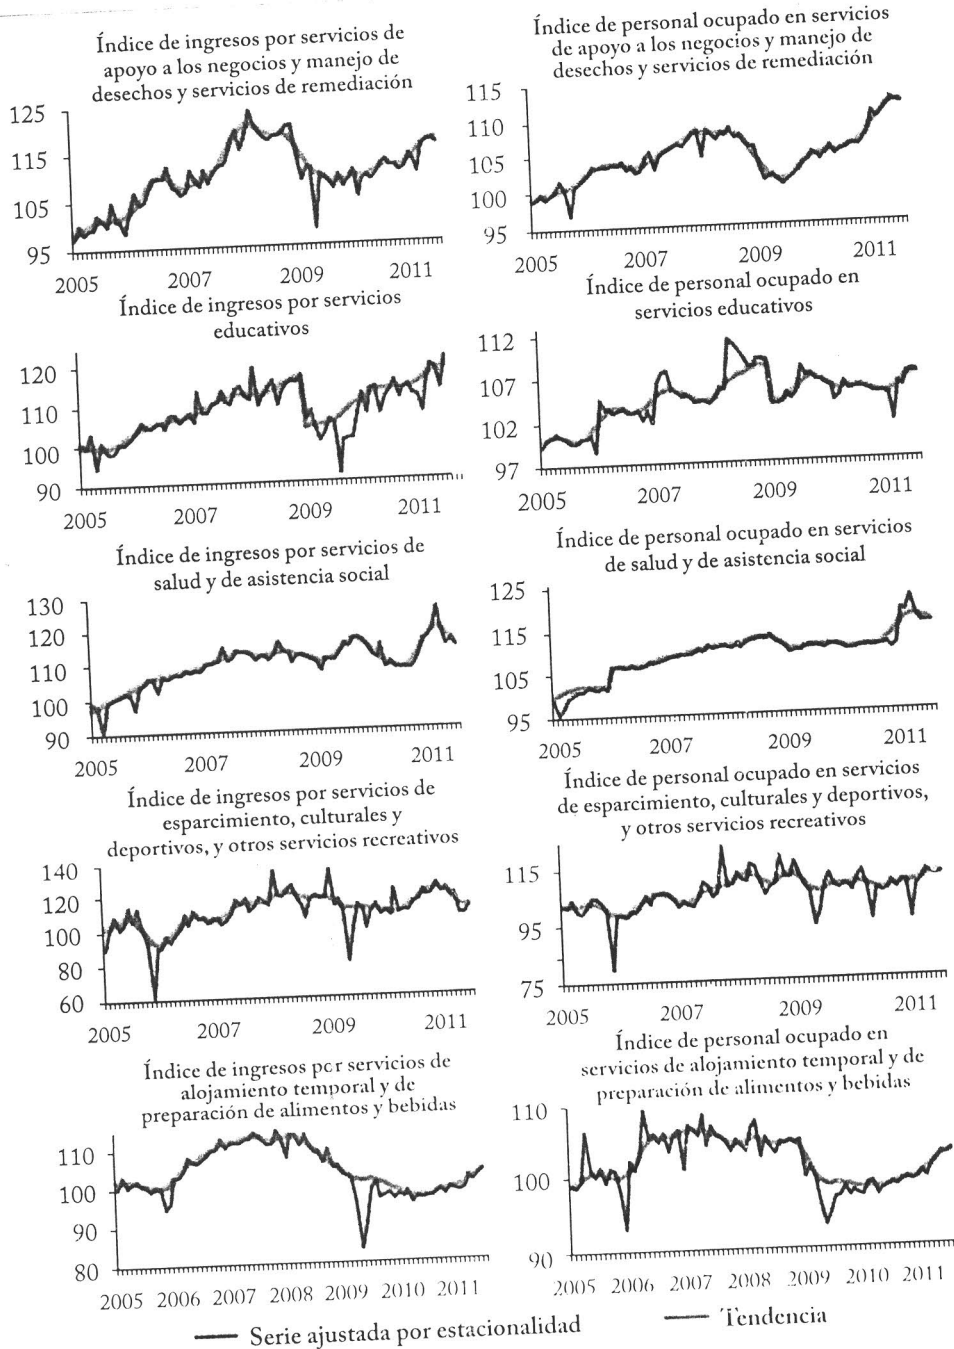 Índice de ingresos por servicios de
apoyo a los negocios y manejo de
desechos y servicios de remediación
125
115
105
95
2005
2007
2009
2011
Índice de personal ocupado en servicios
de apoyo a los negocios y manejo de
desechos y servicios de remediación
115
110
105
100
95
2005
2007
2009
2011
Índice de ingresos por servicios
educativos
120
110
100
90
2005
2007
2009
2011
Índice de personal ocupado en
servicios educativos
112
107
102
97
2005
2007
2009
2011
Índice de ingresos por servicios de
salud y de asistencia social
130
120
110
100
90
2005
2007
2009
2011
Índice de personal ocupado en servicios
de salud y de asistencia social
125
115
105
95
2005
2007
2009
2011
Índice de ingresos por servicios de
esparcimiento, culturales y
deportivos, y otros servicios recreativos
140
120
100
80
60
2005
2007
2009
2011
Índice de personal ocupado en servicios
de esparcimiento, culturales y deportivos,
y otros servicios recreativos
115
95
75
2005
2007
2009
2011
Índice de ingresos por servicios de
alojamiento temporal y de
preparación de alimentos y bebidas
110
100
90
80
2005 2006 2007 2008 2009 2010 2011
Índice de personal ocupado en
servicios de alojamiento temporal y de
preparación de alimentos y bebidas
110
100
90
2005 2006 2007 2008 2009 2010 2011
Serie ajustada por estacionalidad
Tendencia